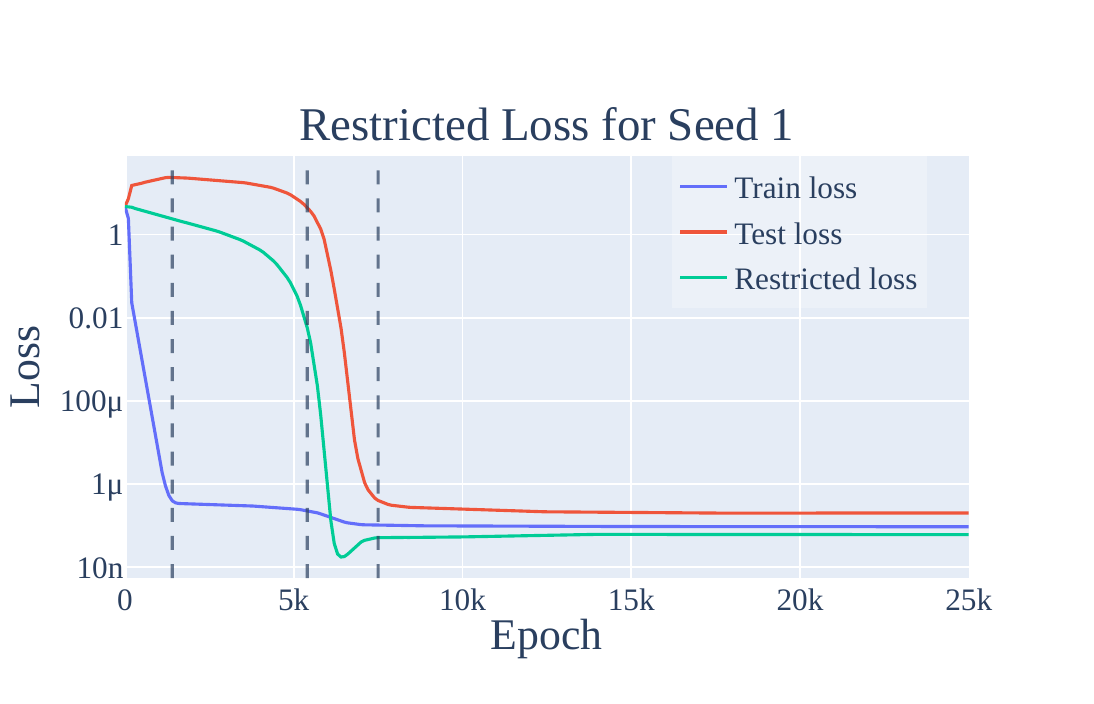 Restricted Loss for Seed 1
Train loss
Test loss
Restricted loss
Loss
1
0.01
100μ
1μ
10n
0
5k
10k
15k
20k
25k
Epoch